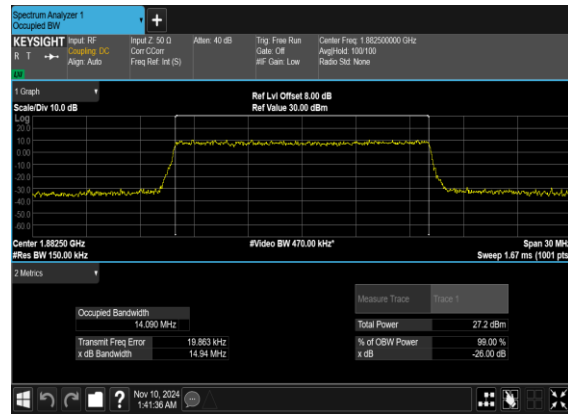 Spectrum Analyzer 1
Occupied BW
KEYSIGHT Input: RF Input Z: 50 Ω Atten: 40 dB Trig: Free Run Center Freq: 1.882500000 GHz
R T Coupling: DC Corr CCorr Gate: Off Avg|Hold: 100/100
Align: Auto Freq Ref: Int (S) #IF Gain: Low Radio Std: None
1 Graph
Ref Lvl Offset 8.00 dB
Scale/Div 10.0 dB Ref Value 30.00 dBm
Log
20.0
10.0
0.00
-10.0
-20.0
-30.0
-40.0
-50.0
-60.0
Center 1.88250 GHz #Video BW 470.00 kHz* Span 30 MHz
#Res BW 150.00 kHz Sweep 1.67 ms (1001 pts
2 Metrics
Measure Trace Trace 1
Occupied Bandwidth
14.090 MHz Total Power 27.2 dBm
Transmit Freq Error 19.863 kHz % of OBW Power 99.00 %
x dB Bandwidth 14.94 MHz x dB -26.00 dB
? Nov 10, 2024
1:41:36 AM